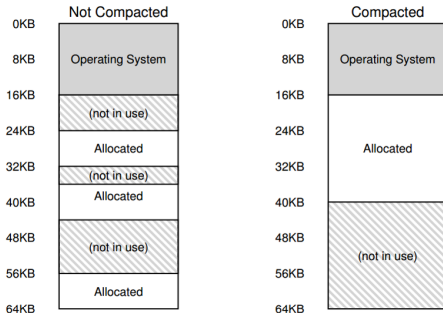 Not Compacted
0KB
8KB
Operating System
16KB
(not in use)
24KB
Allocated
32KB
(not in use)
Allocated
40KB
48KB
(not in use)
56KB
Allocated
64KB
Compacted
0KB
8KB
Operating System
16KB
24KB
Allocated
32KB
40KB
48KB
(not in use)
56KB
64KB